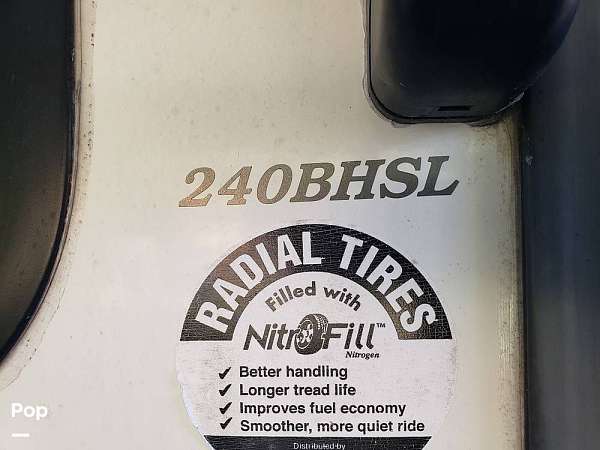 240BHSL
RADIAL TIRES
Filled with
NitroFill™
Nitrogen
✓ Better handling
✓ Longer tread life
✓ Improves fuel economy
✓ Smoother, more quiet ride
Distributed by
Pop